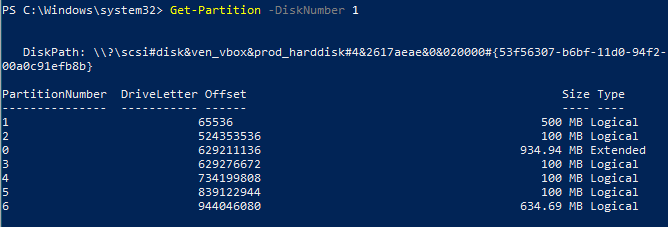 PS C:\Windows\system32> Get-Partition -DiskNumber 1
DiskPath: \\?\scsi#disk&ven_vbox&prod_harddisk#4&2617aeae&0&020000#{53f56307-b6bf-11d0-94f2-
00a0c91efb8b}
PartitionNumber DriveLetter Offset Size Type
--------------- ----------- ------ ---- ----
1 65536 500 MB Logical
2 524353536 100 MB Logical
0 629211136 934.94 MB Extended
3 629276672 100 MB Logical
4 734199808 100 MB Logical
5 839122944 100 MB Logical
6 944046080 634.69 MB Logical